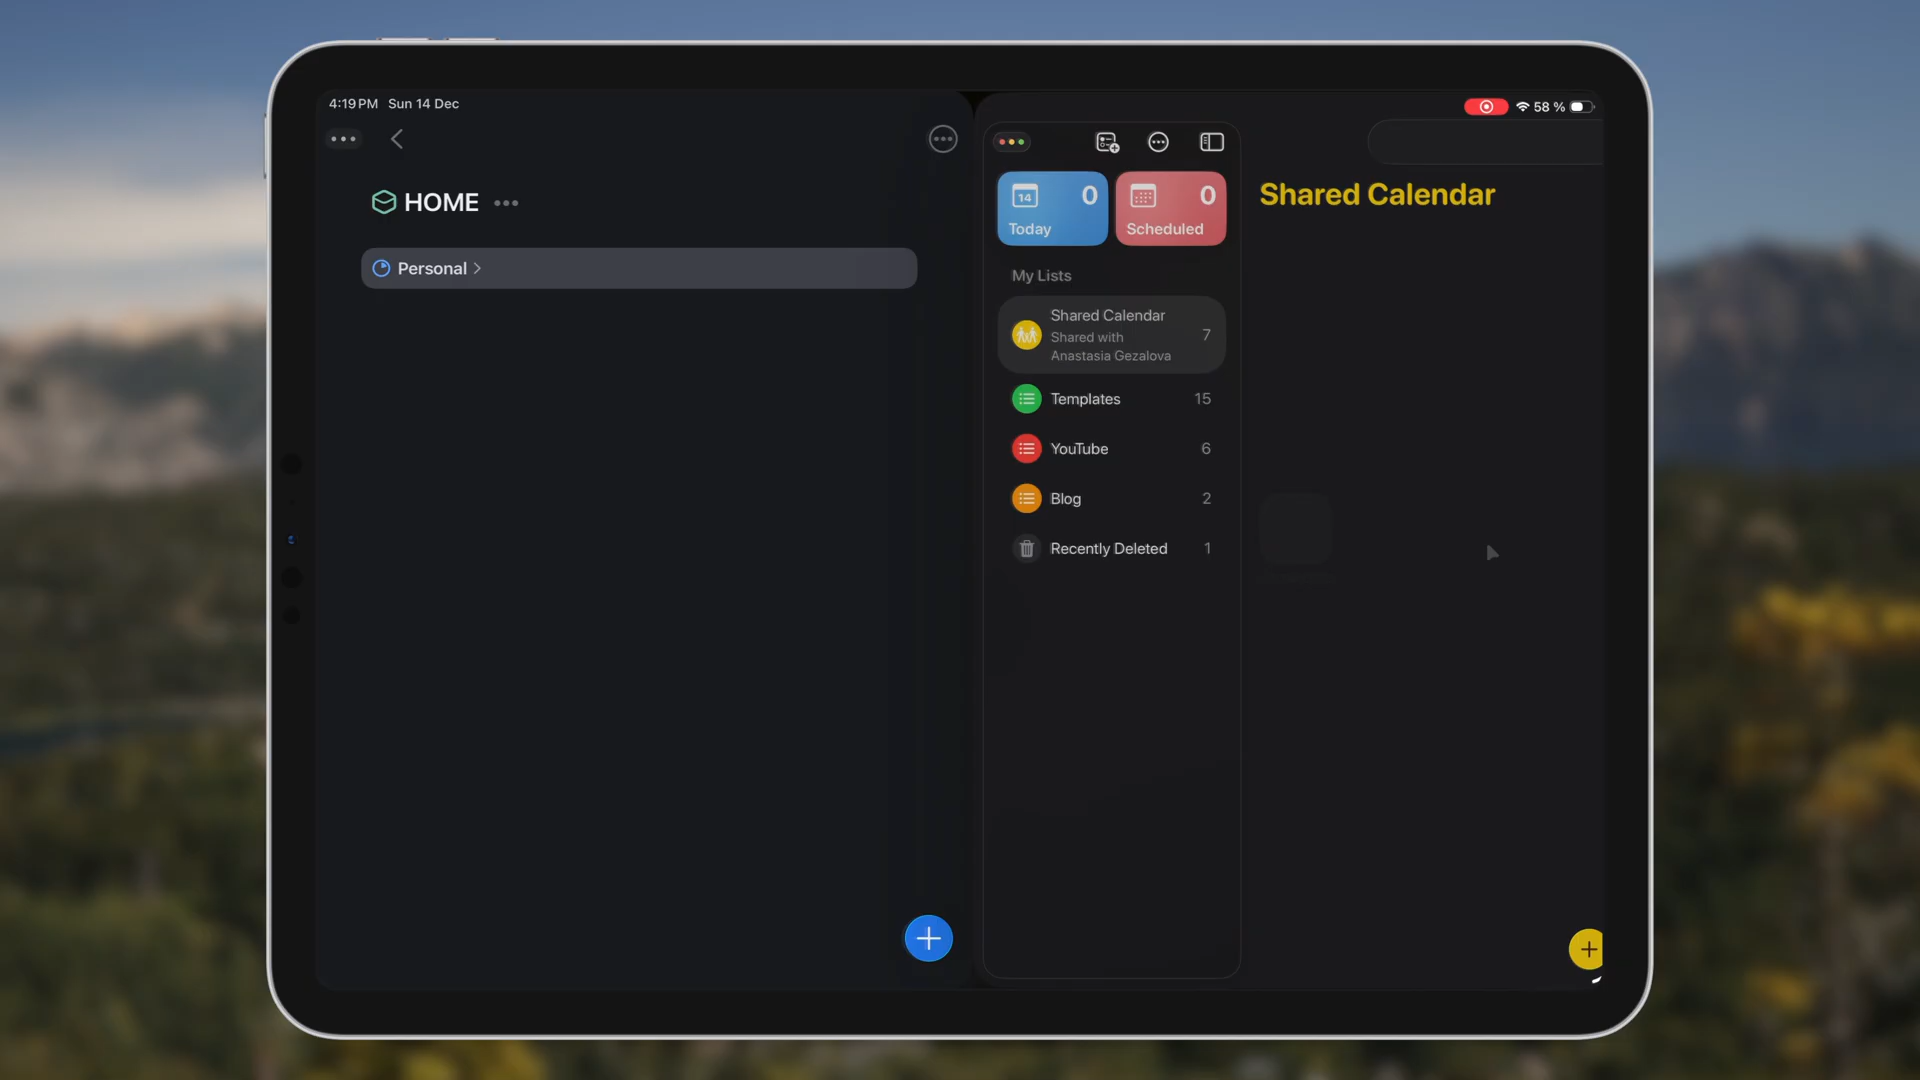 4:19 PM Sun 14 Dec
58 %
HOME
Personal
14
0
Today
0
Scheduled
My Lists
Shared Calendar
Shared with
Anastasia Gezalova
7
Templates 15
YouTube 6
Blog 2
Recently Deleted 1
Shared Calendar